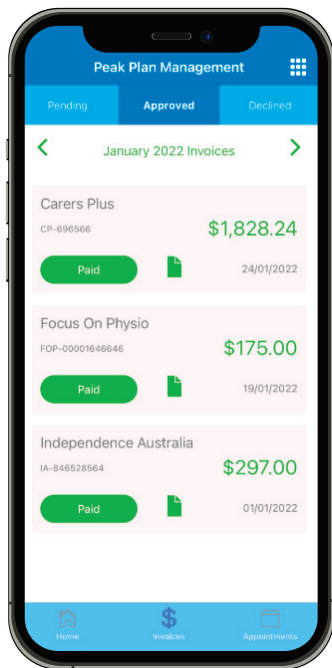 Peak Plan Management
Pending Approved Declined
January 2022 Invoices
Carers Plus
CP-696566
$1,828.24
Paid
24/01/2022
Focus On Physio
FOP-00001646646
$175.00
Paid
19/01/2022
Independence Australia
IA-846528564
$297.00
Paid
01/01/2022
Home Invoices Appointments